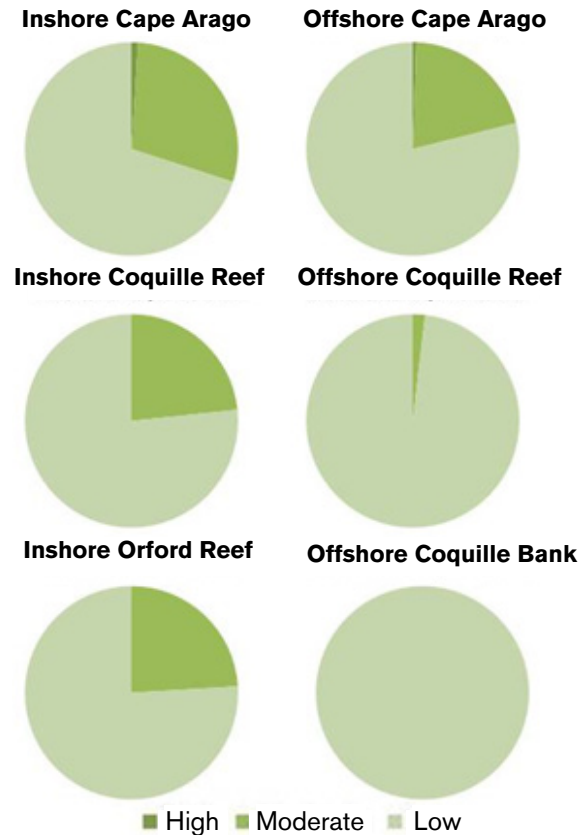 Inshore Cape Arago
Offshore Cape Arago
Inshore Coquille Reef
Offshore Coquille Reef
Inshore Orford Reef
Offshore Coquille Bank
High Moderate Low